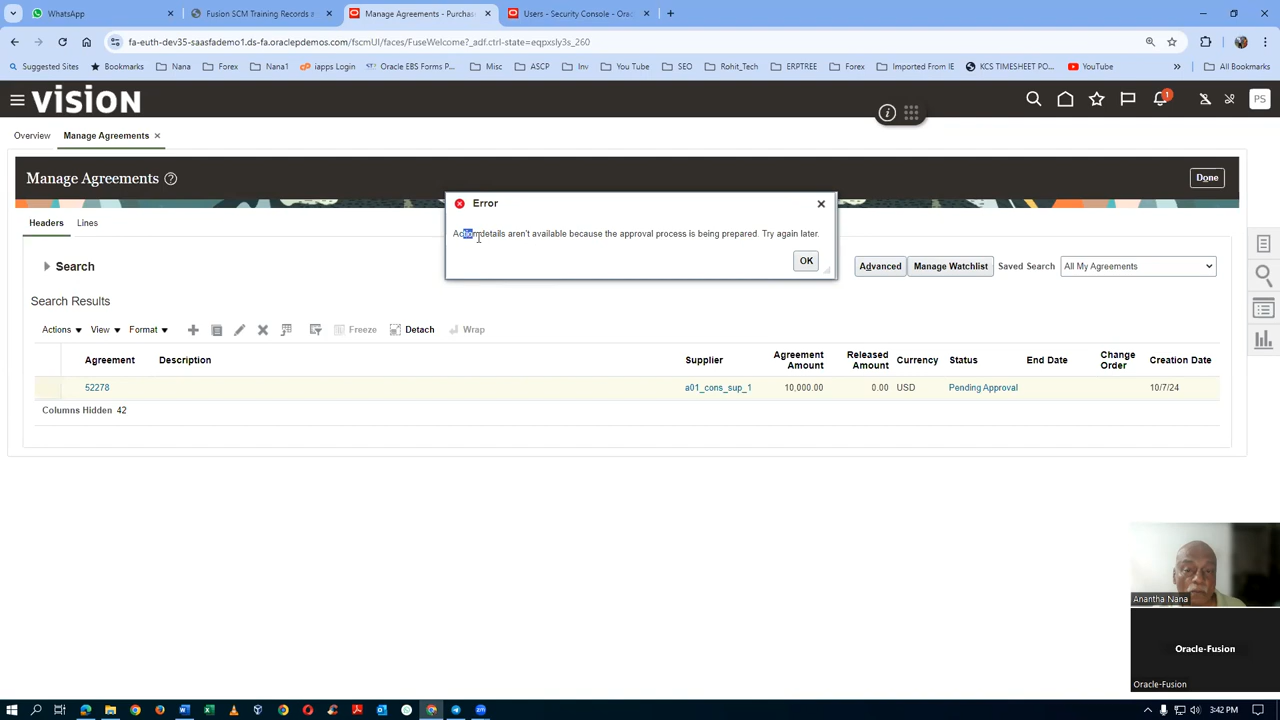 WhatsApp
Fusion SCM Training Records a
Manage Agreements - Purchas
Users - Security Console - Orac
fa-euth-dev35-saasfademo1.ds-fa.oraclepdemos.com/fscmUI/faces/FuseWelcome?_adf.ctrl-state=eqpxsly3s_260
Suggested Sites
Bookmarks
Nana
Forex
Nana1
iapps Login
Oracle EBS Forms P...
Misc
ASCP
Inv
You Tube
SEO
Rohit_Tech
ERPTREE
Forex
Imported From IE
KCS TIMESHEET PO...
YouTube
All Bookmarks
VISION
1
PS
Overview
Manage Agreements
Manage Agreements
Done
Error
Action details aren't available because the approval process is being prepared. Try again later.
OK
Headers
Lines
Search
Advanced
Manage Watchlist
Saved Search
All My Agreements
Search Results
Actions
View
Format
Freeze
Detach
Wrap
Agreement
Description
Supplier
Agreement Amount
Released Amount
Currency
Status
End Date
Change Order
Creation Date
52278
a01_cons_sup_1
10,000.00
0.00
USD
Pending Approval
10/7/24
Columns Hidden 42
Anantha Nana
Oracle-Fusion
Oracle-Fusion
3:42 PM